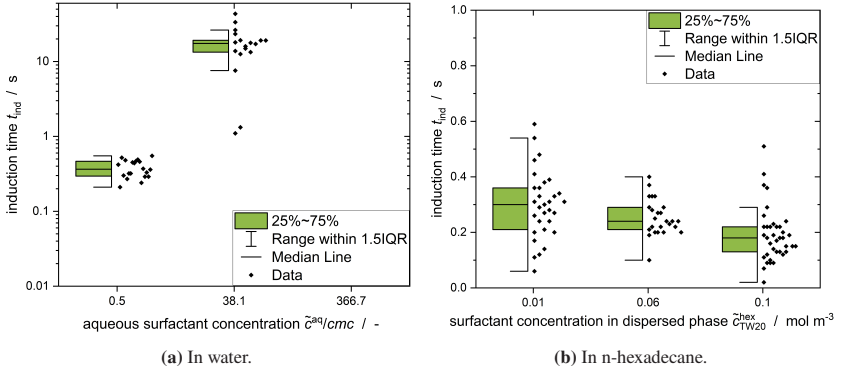 induction time t_ind / s
10
1
0.1
0.01
0.5
38.1
366.7
25%~75%
Range within 1.5IQR
Median Line
Data
aqueous surfactant concentration c̃^aq/cmc / -
(a) In water.
induction time t_ind / s
1.0
0.8
0.6
0.4
0.2
0.0
0.01
0.06
0.1
25%~75%
Range within 1.5IQR
Median Line
Data
surfactant concentration in dispersed phase c̃^hex_TW20 / mol m⁻³
(b) In n-hexadecane.